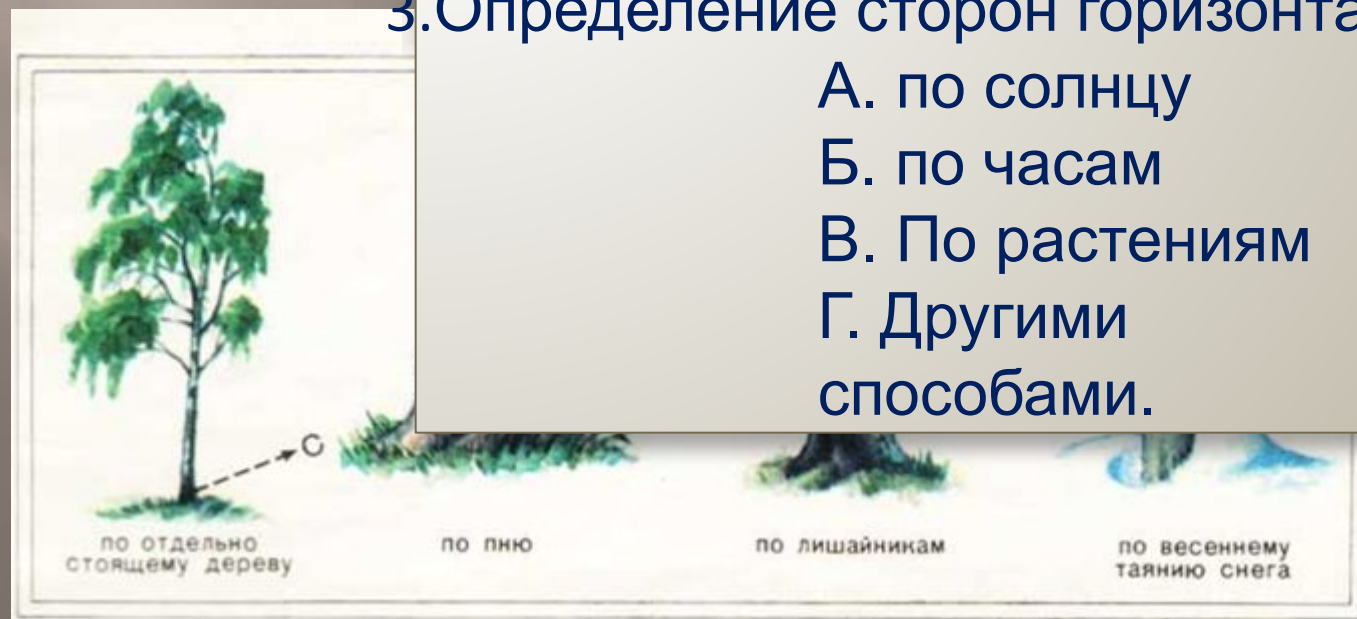 3.Определение сторон горизонта
А. по солнцу
Б. по часам
В. По растениям
Г. Другими
способами.
С
по отдельно
стоящему дереву
по пню
по лишайникам
по весеннему
таянию снега